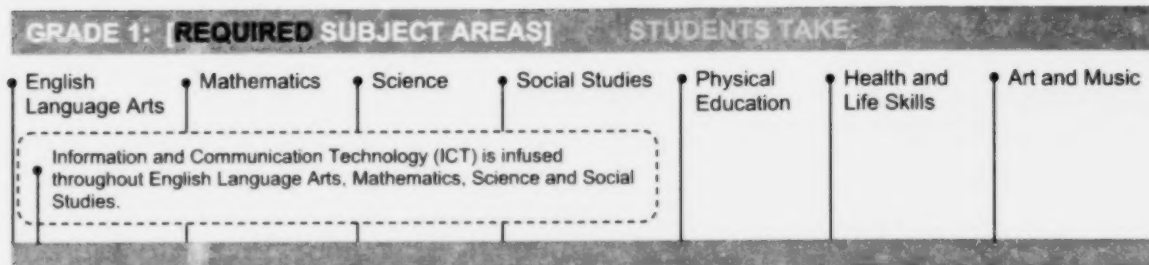 GRADE 1: [REQUIRED SUBJECT AREAS] STUDENTS TAKE:
English
Language Arts
Mathematics
Science
Social Studies
Physical
Education
Health and
Life Skills
Art and Music
Information and Communication Technology (ICT) is infused
throughout English Language Arts, Mathematics, Science and Social
Studies.